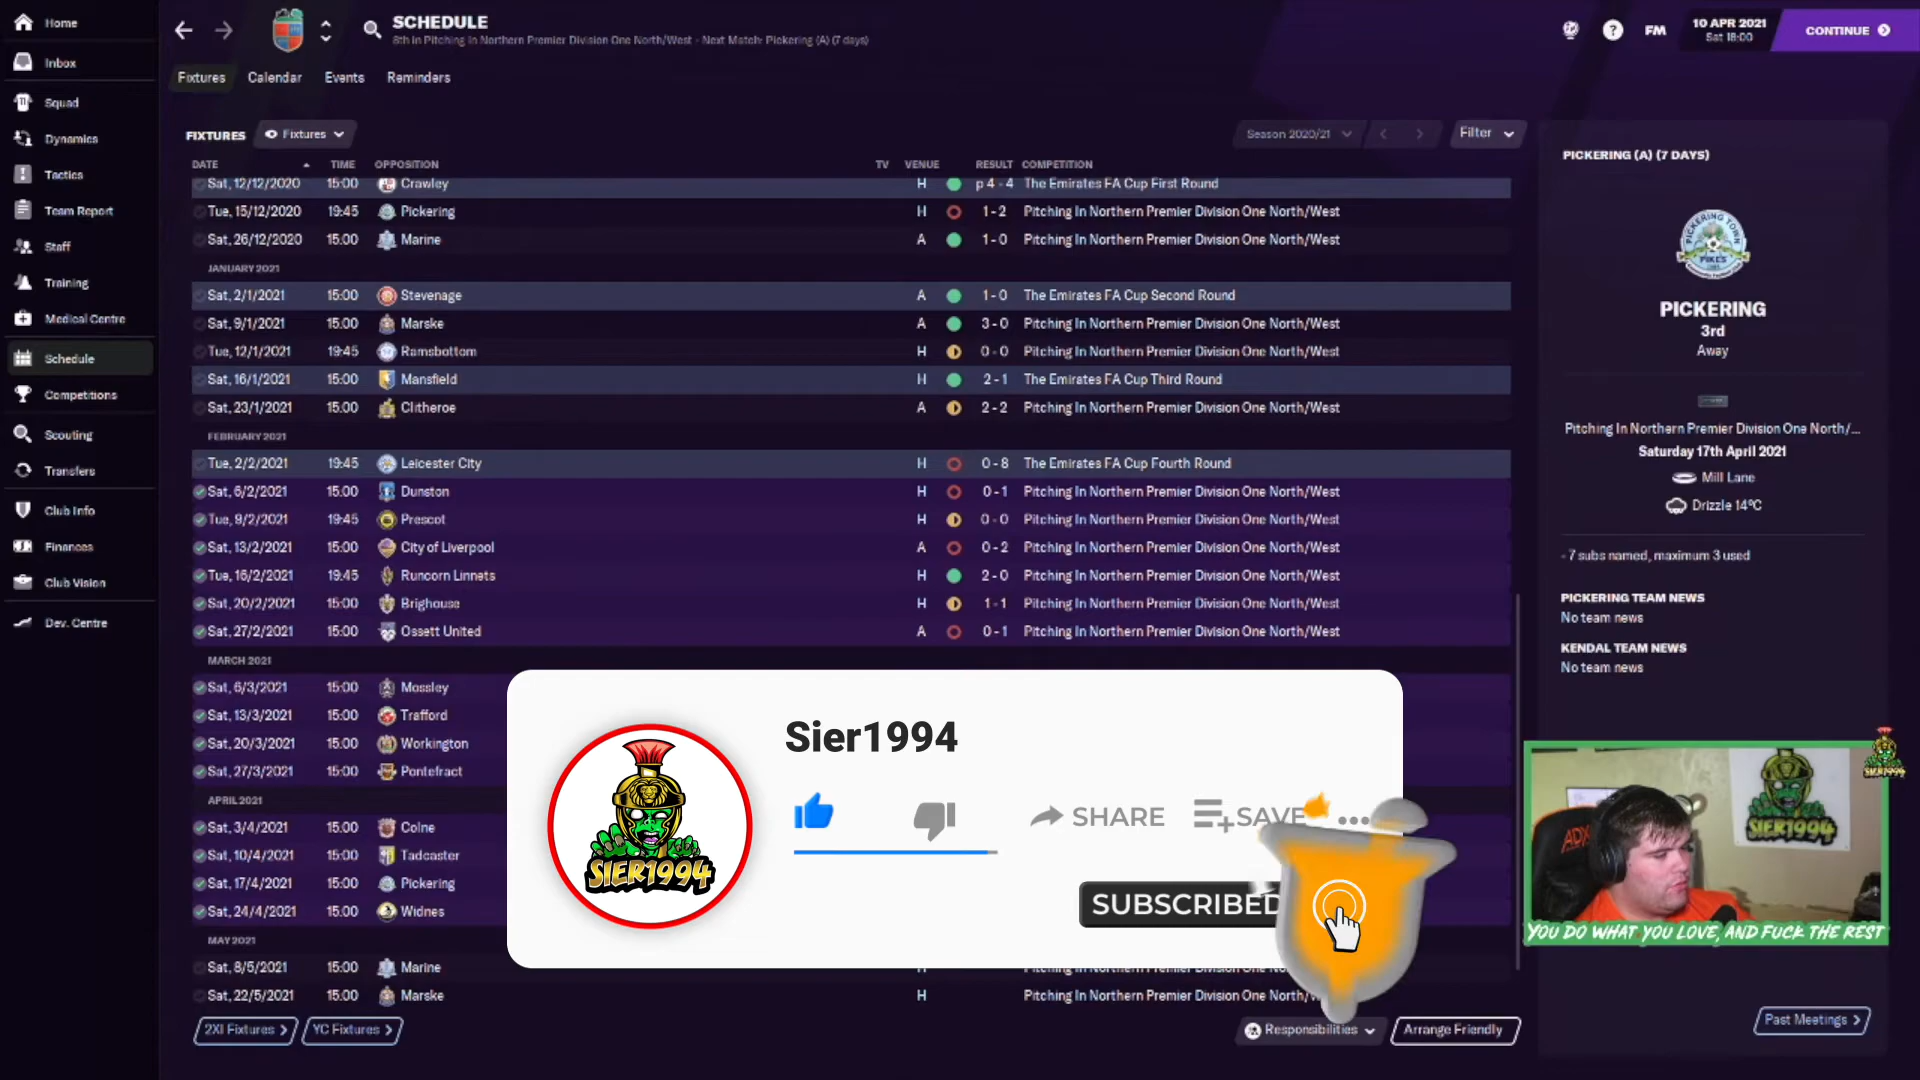 Home
Inbox
Squad
Dynamics
Tactics
Team Report
Staff
Training
Medical Centre
Schedule
Competitions
Scouting
Transfers
Club Info
Finances
Club Vision
Dev. Centre
SCHEDULE
8th in Pitching In Northern Premier Division One North/West - Next Match: Pickering (A) (7 days)
FM
10 APR 2021
Sat 18:00
CONTINUE
Fixtures Calendar Events Reminders
FIXTURES Fixtures Season 2020/21 Filter
DATE TIME OPPOSITION TV VENUE RESULT COMPETITION
Sat, 12/12/2020 15:00 Crawley H p 4 - 4 The Emirates FA Cup First Round
Tue, 15/12/2020 19:45 Pickering H 1 - 2 Pitching In Northern Premier Division One North/West
Sat, 26/12/2020 15:00 Marine A 1 - 0 Pitching In Northern Premier Division One North/West
JANUARY 2021
Sat, 2/1/2021 15:00 Stevenage A 1 - 0 The Emirates FA Cup Second Round
Sat, 9/1/2021 15:00 Marske A 3 - 0 Pitching In Northern Premier Division One North/West
Tue, 12/1/2021 19:45 Ramsbottom H 0 - 0 Pitching In Northern Premier Division One North/West
Sat, 16/1/2021 15:00 Mansfield H 2 - 1 The Emirates FA Cup Third Round
Sat, 23/1/2021 15:00 Clitheroe A 2 - 2 Pitching In Northern Premier Division One North/West
FEBRUARY 2021
Tue, 2/2/2021 19:45 Leicester City H 0 - 8 The Emirates FA Cup Fourth Round
Sat, 6/2/2021 15:00 Dunston H 0 - 1 Pitching In Northern Premier Division One North/West
Tue, 9/2/2021 19:45 Prescot H 0 - 0 Pitching In Northern Premier Division One North/West
Sat, 13/2/2021 15:00 City of Liverpool A 0 - 2 Pitching In Northern Premier Division One North/West
Tue, 16/2/2021 19:45 Runcorn Linnets H 2 - 0 Pitching In Northern Premier Division One North/West
Sat, 20/2/2021 15:00 Brighouse H 1 - 1 Pitching In Northern Premier Division One North/West
Sat, 27/2/2021 15:00 Ossett United A 0 - 1 Pitching In Northern Premier Division One North/West
MARCH 2021
Sat, 6/3/2021 15:00 Mossley
Sat, 13/3/2021 15:00 Trafford
Sat, 20/3/2021 15:00 Workington
Sat, 27/3/2021 15:00 Pontefract
APRIL 2021
Sat, 3/4/2021 15:00 Colne
Sat, 10/4/2021 15:00 Tadcaster
Sat, 17/4/2021 15:00 Pickering
Sat, 24/4/2021 15:00 Widnes
MAY 2021
Sat, 8/5/2021 15:00 Marine H Pitching In Northern Premier Division One
Sat, 22/5/2021 15:00 Marske H Pitching In Northern Premier Division One North/
2XI Fixtures YC Fixtures Responsibilities Arrange Friendly
Sier1994
SIER1994
SHARE SAVE ...
SUBSCRIBED
PICKERING (A) (7 DAYS)
PICKERING TOWN
PIKES
PICKERING
3rd
Away
Pitching In Northern Premier Division One North/...
Saturday 17th April 2021
Mill Lane
Drizzle 14ºC
- 7 subs named, maximum 3 used
PICKERING TEAM NEWS
No team news
KENDAL TEAM NEWS
No team news
SIER1994
SIER1994
YOU DO WHAT YOU LOVE, AND FUCK THE REST
Past Meetings